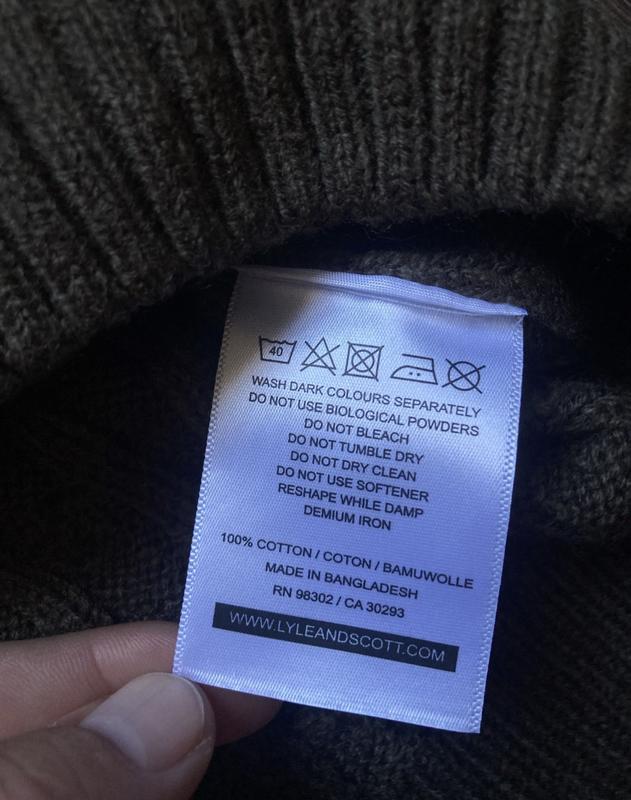 40
WASH DARK COLOURS SEPARATELY
DO NOT USE BIOLOGICAL POWDERS
DO NOT BLEACH
DO NOT TUMBLE DRY
DO NOT DRY CLEAN
DO NOT USE SOFTENER
RESHAPE WHILE DAMP
DEMIUM IRON
100% COTTON / COTON / BAMUWOLLE
MADE IN BANGLADESH
RN 98302 / CA 30293
WWW.LYLEANDSCOTT.COM